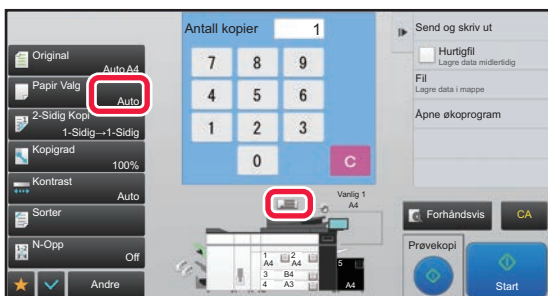 Original
Auto A4
Papir Valg
Auto
2-Sidig Kopi
1-Sidig→1-Sidig
Kopigrad
100%
Kontrast
Auto
Sorter
N-Opp
Off
Andre
Antall kopier 1
7 8 9
4 5 6
1 2 3
0 C
Vanlig 1
A4
1 A4 2 A4
3 B4
4 A3
5
A4
Send og skriv ut
Hurtigfil
Lagre data midlertidig
Fil
Lagre data i mappe
Åpne økoprogram
Forhåndsvis CA
Prøvekopi
Start